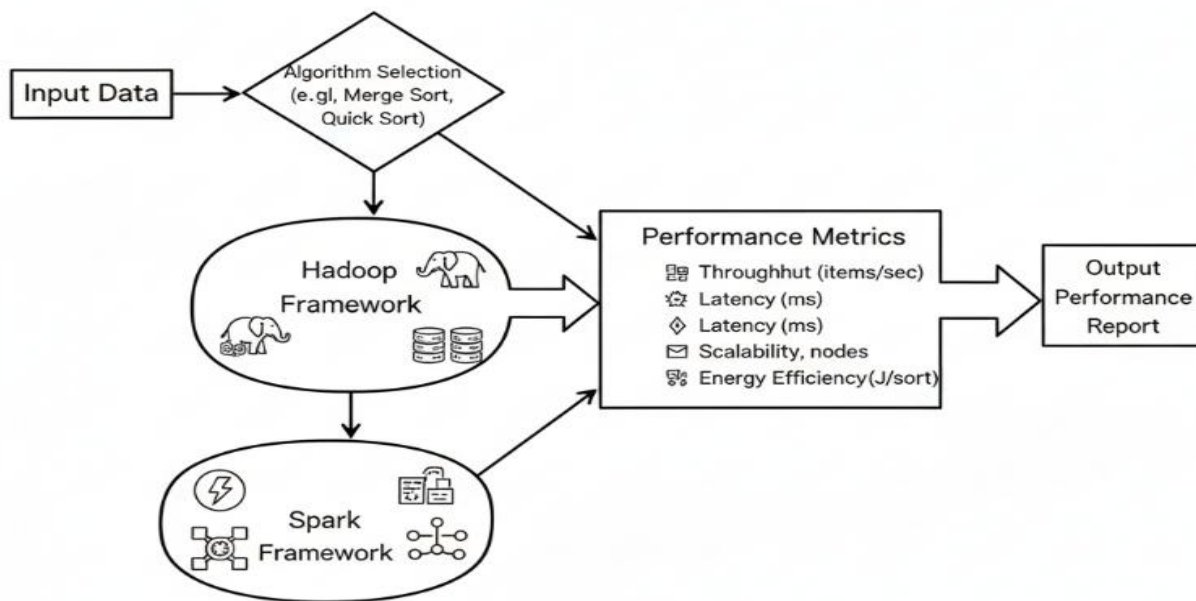 Input Data
Algorithm Selection
(e.gl, Merge Sort,
Quick Sort)
Hadoop
Framework
Performance Metrics
Throughhut (items/sec)
Latency (ms)
Latency (ms)
Scalability, nodes
Energy Efficiency(J/sort)
Output
Performance
Report
Spark
Framework